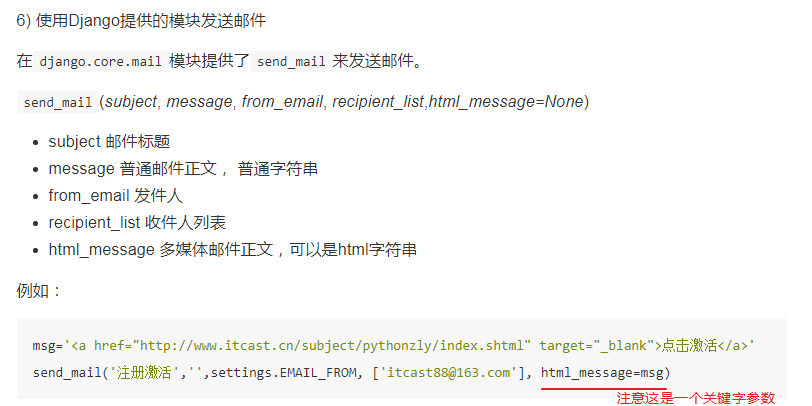 6) 使用Django提供的模块发送邮件
在 django.core.mail 模块提供了 send_mail 来发送邮件。
send_mail (subject, message, from_email, recipient_list,html_message=None)
• subject 邮件标题
• message 普通邮件正文， 普通字符串
• from_email 发件人
• recipient_list 收件人列表
• html_message 多媒体邮件正文，可以是html字符串
例如：
msg='<a href="http://www.itcast.cn/subject/pythonzly/index.shtml" target="_blank">点击激活</a>'
send_mail('注册激活','',settings.EMAIL_FROM, ['itcast88@163.com'], html_message=msg)
注意这是一个关键字参数